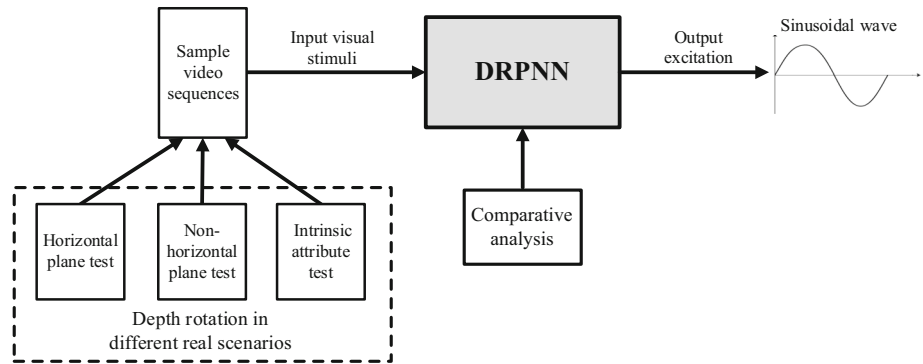 Sample
video
sequences
Input visual
stimuli
DRPNN
Output
excitation
Sinusoidal wave
Horizontal
plane test
Non-
horizontal
plane test
Intrinsic
attribute
test
Comparative
analysis
Depth rotation in
different real scenarios